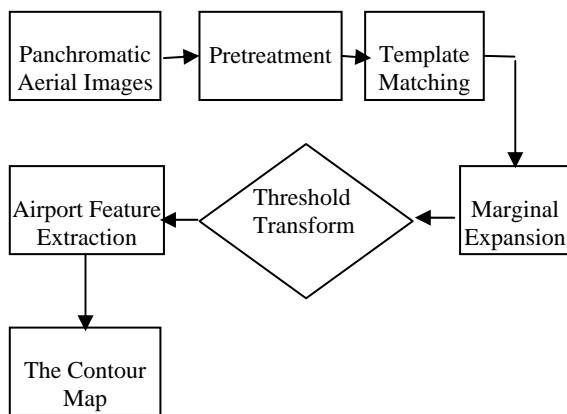 Panchromatic
Aerial Images
Pretreatment
Template
Matching
Marginal
Expansion
Threshold
Transform
Airport Feature
Extraction
The Contour
Map